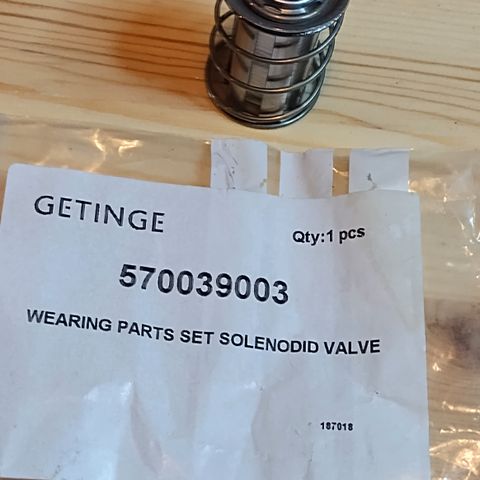 GETINGE
Qty:1 pcs
570039003
WEARING PARTS SET SOLENODID VALVE
187018